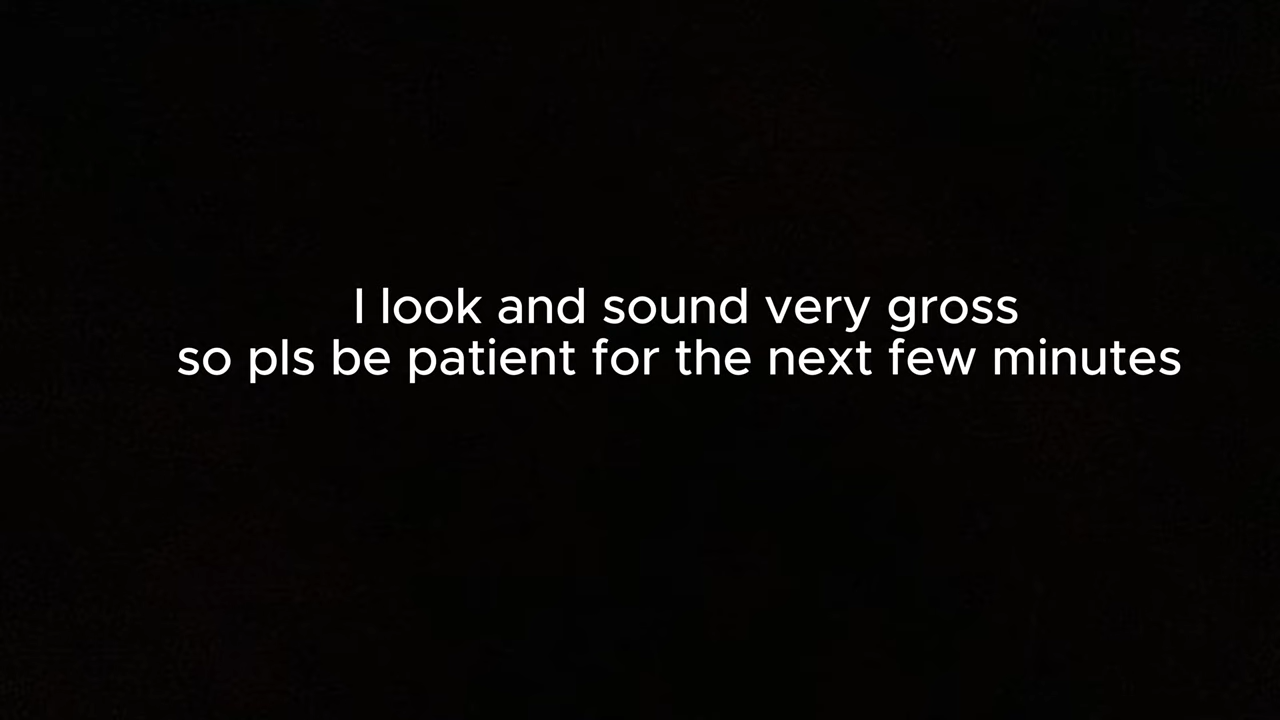 I look and sound very gross
so pls be patient for the next few minutes